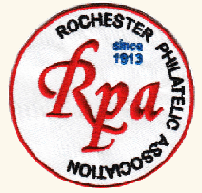 ROCHESTER PHILATELIC ASSOCIATION
since
1913
Rpa